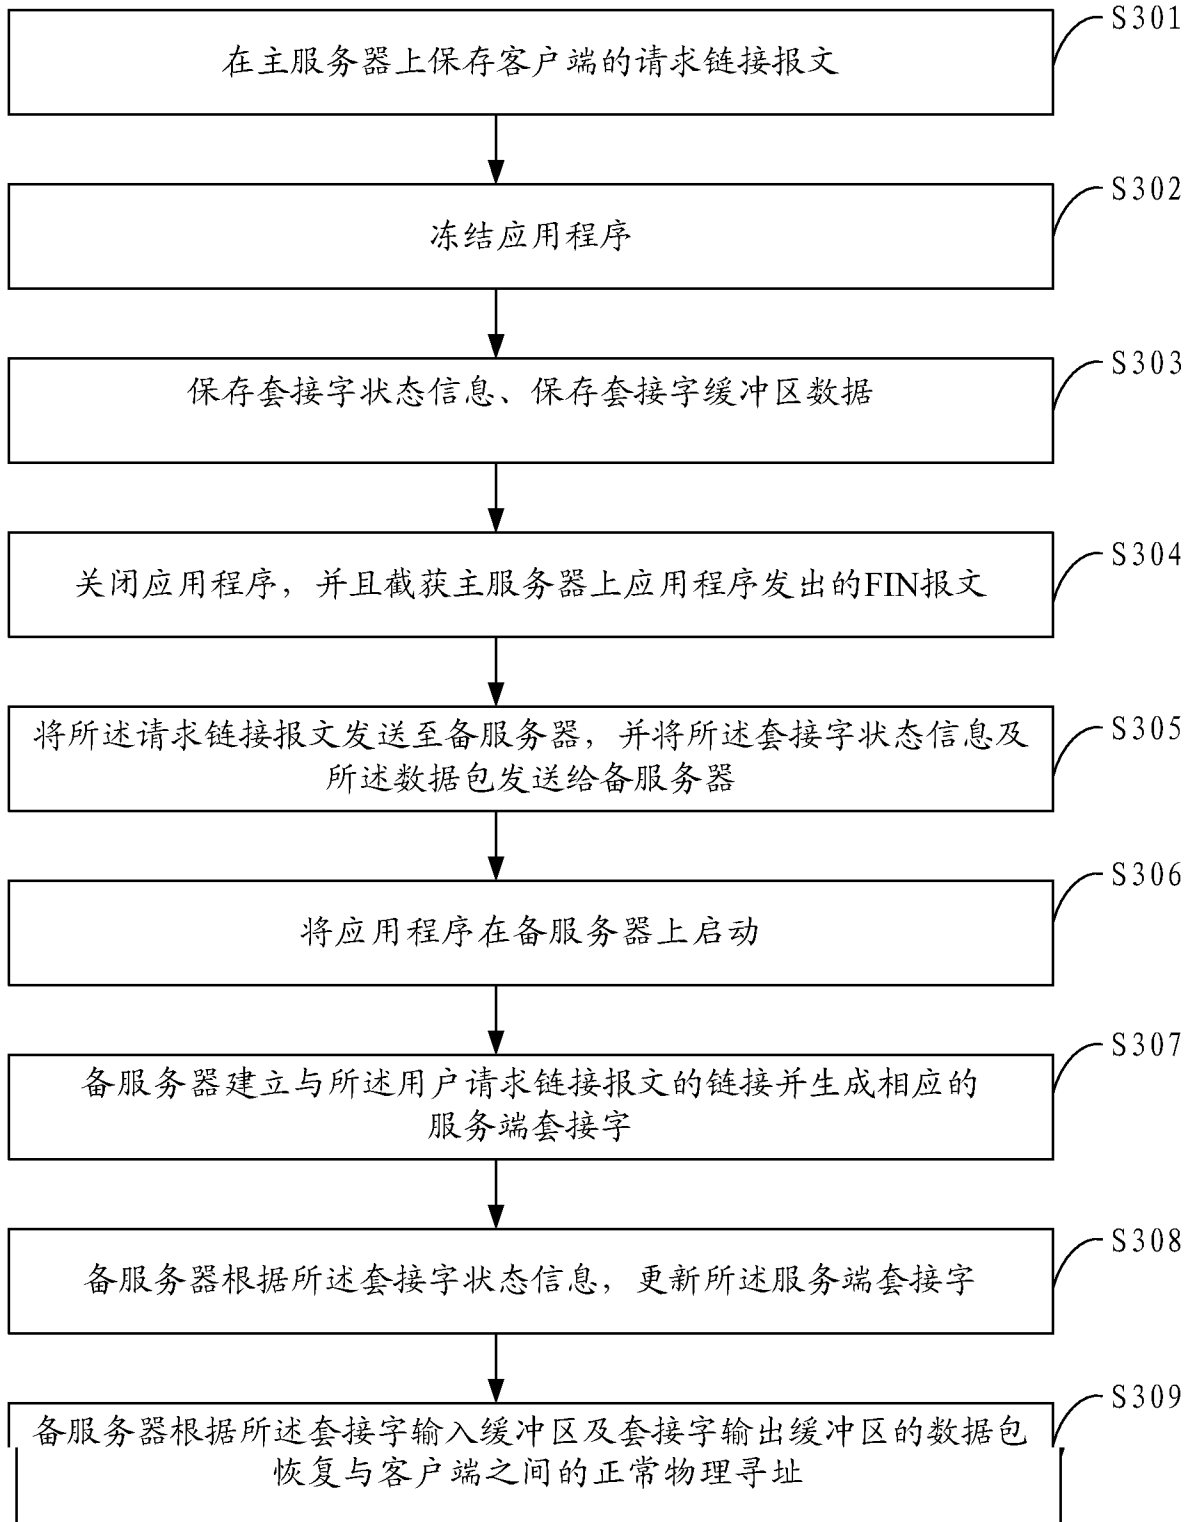 S301
在主服务器上保存客户端的请求链接报文
S302
冻结应用程序
S303
保存套接字状态信息、保存套接字缓冲区数据
S304
关闭应用程序，并且截获主服务器上应用程序发出的FIN报文
S305
将所述请求链接报文发送至备服务器，并将所述套接字状态信息及
所述数据包发送给备服务器
S306
将应用程序在备服务器上启动
S307
备服务器建立与所述用户请求链接报文的链接并生成相应的
服务端套接字
S308
备服务器根据所述套接字状态信息，更新所述服务端套接字
S309
备服务器根据所述套接字输入缓冲区及套接字输出缓冲区的数据包
恢复与客户端之间的正常物理寻址